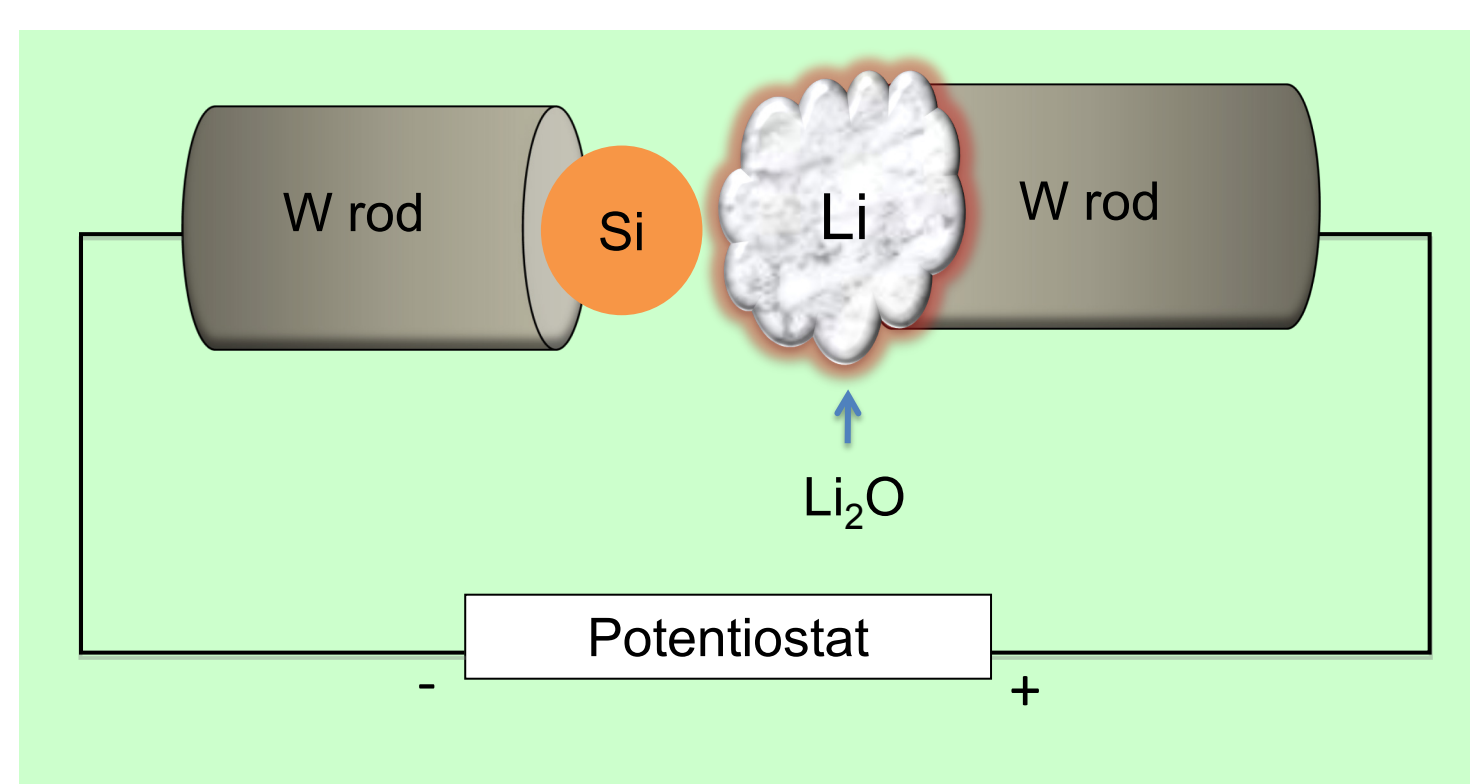 W rod
Si
Li
W rod
Li₂O
Potentiostat
-
+